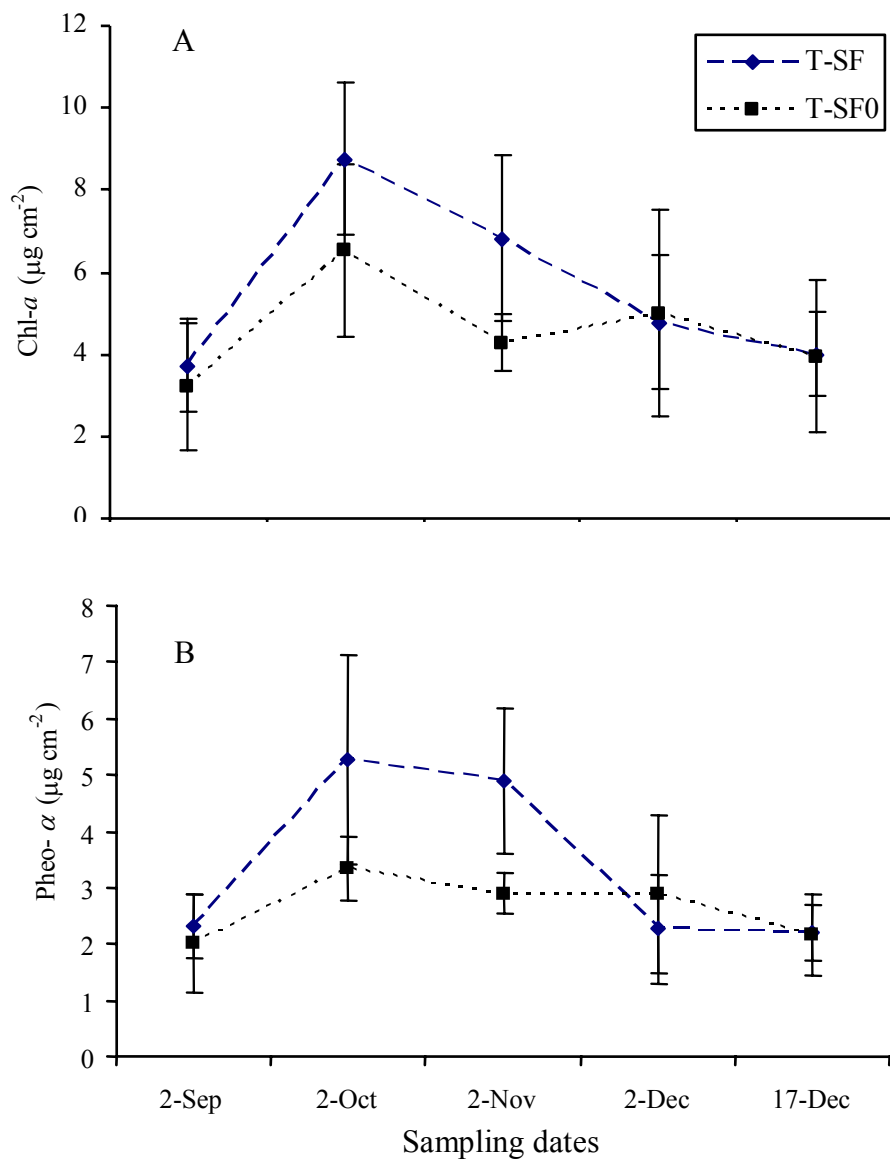 A
T-SF
T-SF0
12
10
8
6
4
2
0
Chl-a (µg cm-2)
B
8
7
6
5
4
3
2
1
0
Pheo- α (µg cm-2)
2-Sep 2-Oct 2-Nov 2-Dec 17-Dec
Sampling dates